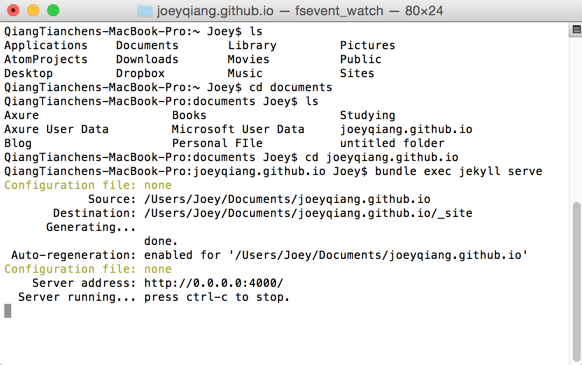 joeyqiang.github.io — fsevent_watch — 80×24
QiangTianchens-MacBook-Pro:~ Joey$ ls
Applications    Documents       Library         Pictures
AtomProjects    Downloads       Movies          Public
Desktop         Dropbox         Music           Sites
QiangTianchens-MacBook-Pro:~ Joey$ cd documents
QiangTianchens-MacBook-Pro:documents Joey$ ls
Axure                   Books                   Studying
Axure User Data         Microsoft User Data     joeyqiang.github.io
Blog                    Personal FIle           untitled folder
QiangTianchens-MacBook-Pro:documents Joey$ cd joeyqiang.github.io
QiangTianchens-MacBook-Pro:joeyqiang.github.io Joey$ bundle exec jekyll serve
Configuration file: none
            Source: /Users/Joey/Documents/joeyqiang.github.io
       Destination: /Users/Joey/Documents/joeyqiang.github.io/_site
      Generating...
                    done.
 Auto-regeneration: enabled for '/Users/Joey/Documents/joeyqiang.github.io'
Configuration file: none
    Server address: http://0.0.0.0:4000/
  Server running... press ctrl-c to stop.